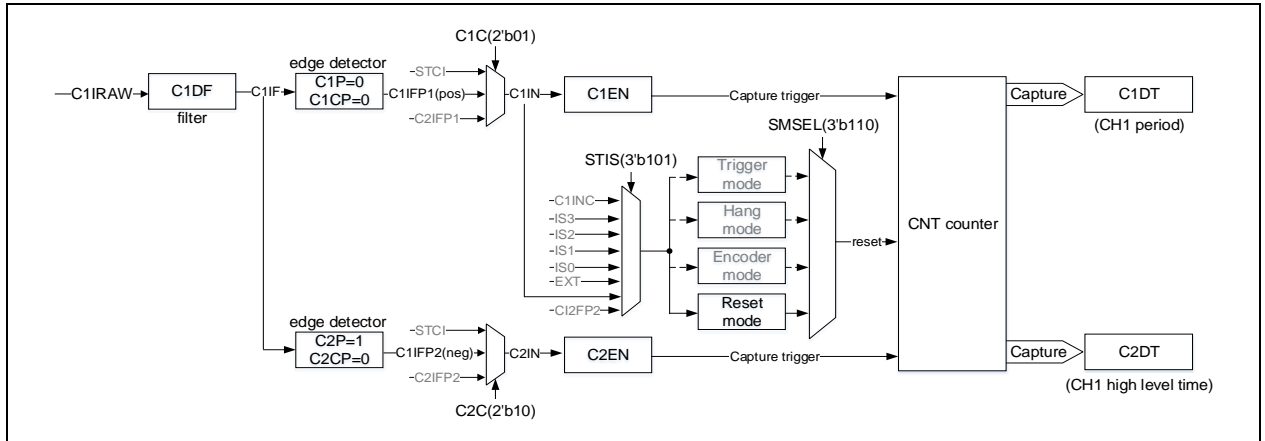 C1C(2'b01)
edge detector
C1IRAW
C1DF
filter
C1IF
C1P=0
C1CP=0
STCI
C1IFP1(pos)
C2IFP1
C1IN
C1EN
Capture trigger
Capture
C1DT
(CH1 period)
SMSEL(3'b110)
STIS(3'b101)
C1INC
IS3
IS2
IS1
IS0
EXT
CI2FP2
Trigger
mode
Hang
mode
Encoder
mode
Reset
mode
reset
CNT counter
edge detector
C2P=1
C2CP=0
STCI
C1IFP2(neg)
C2IFP2
C2IN
C2EN
Capture trigger
Capture
C2DT
(CH1 high level time)
C2C(2'b10)